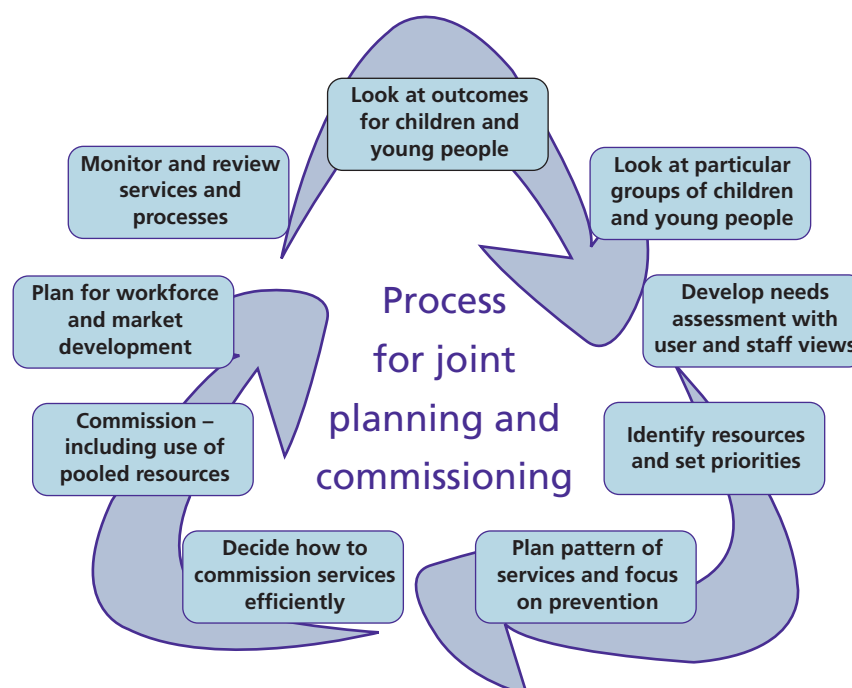 Look at outcomes
for children and
young people
Look at particular
groups of children
and young people
Develop needs
assessment with
user and staff views
Identify resources
and set priorities
Plan pattern of
services and focus
on prevention
Decide how to
commission services
efficiently
Commission –
including use of
pooled resources
Plan for workforce
and market
development
Monitor and review
services and
processes
Process
for joint
planning and
commissioning